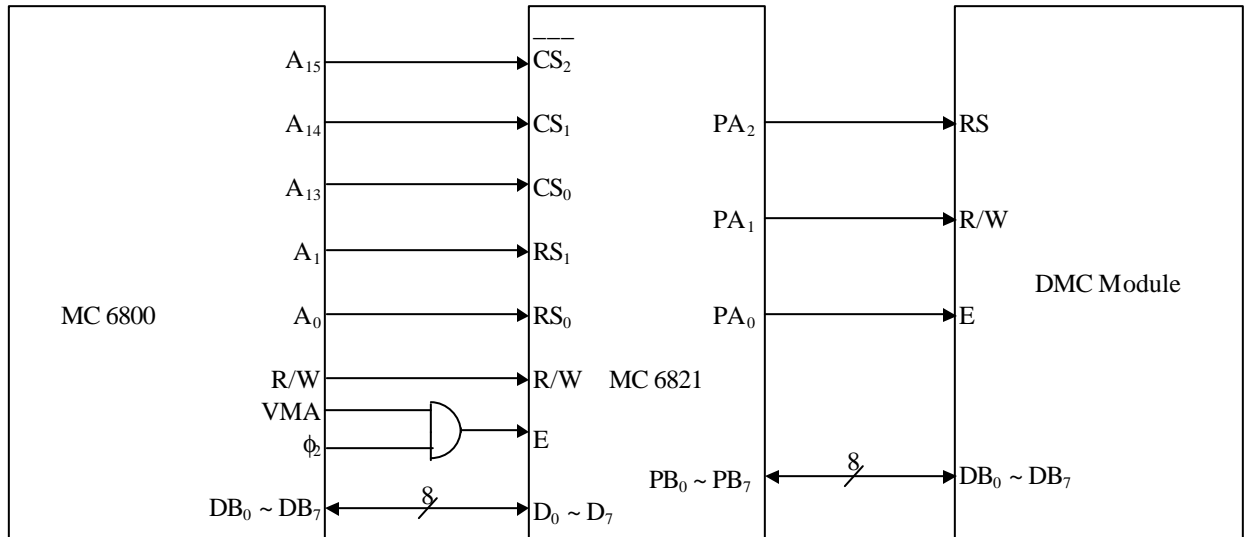 A₁₅ C̅S̅₂
A₁₄ CS₁ PA₂ RS
A₁₃ CS₀
A₁ RS₁ PA₁ R/W
DMC Module
MC 6800 A₀ RS₀ PA₀ E
R/W R/W MC 6821
VMA
ϕ₂ E
DB₀ ~ DB₇ 8 D₀ ~ D₇ PB₀ ~ PB₇ 8 DB₀ ~ DB₇